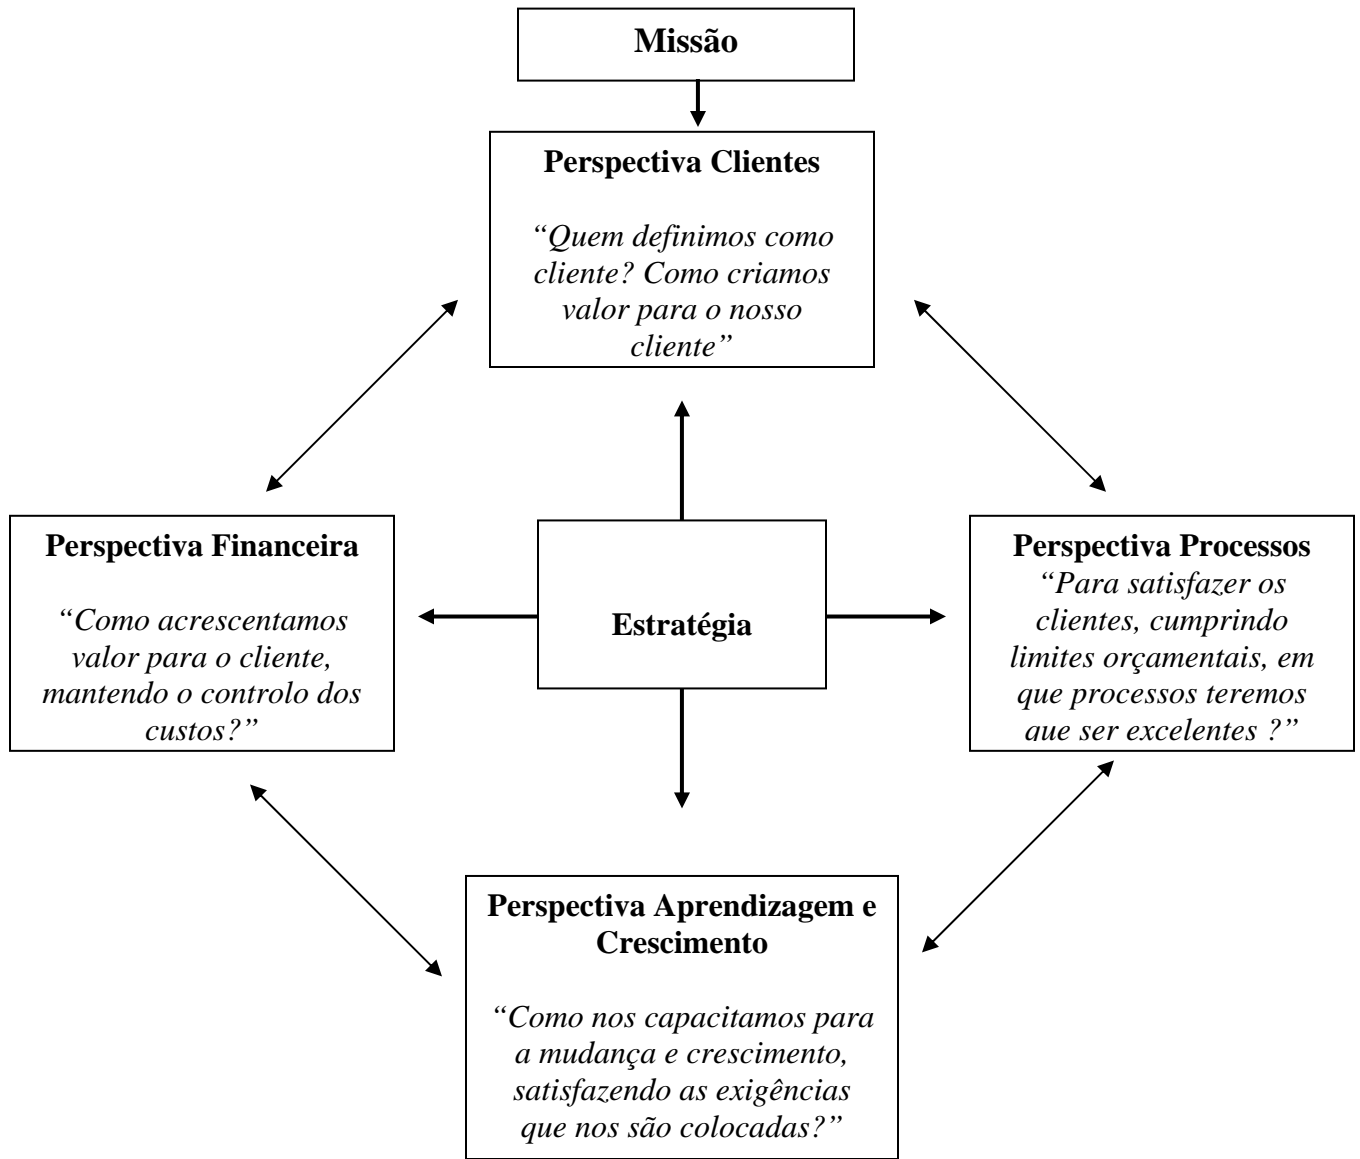 Missão
Perspectiva Clientes
“Quem definimos como
cliente? Como criamos
valor para o nosso
cliente”
Perspectiva Financeira
“Como acrescentamos
valor para o cliente,
mantendo o controlo dos
custos?”
Estratégia
Perspectiva Processos
“Para satisfazer os
clientes, cumprindo
limites orçamentais, em
que processos teremos
que ser excelentes ?”
Perspectiva Aprendizagem e
Crescimento
“Como nos capacitamos para
a mudança e crescimento,
satisfazendo as exigências
que nos são colocadas?”